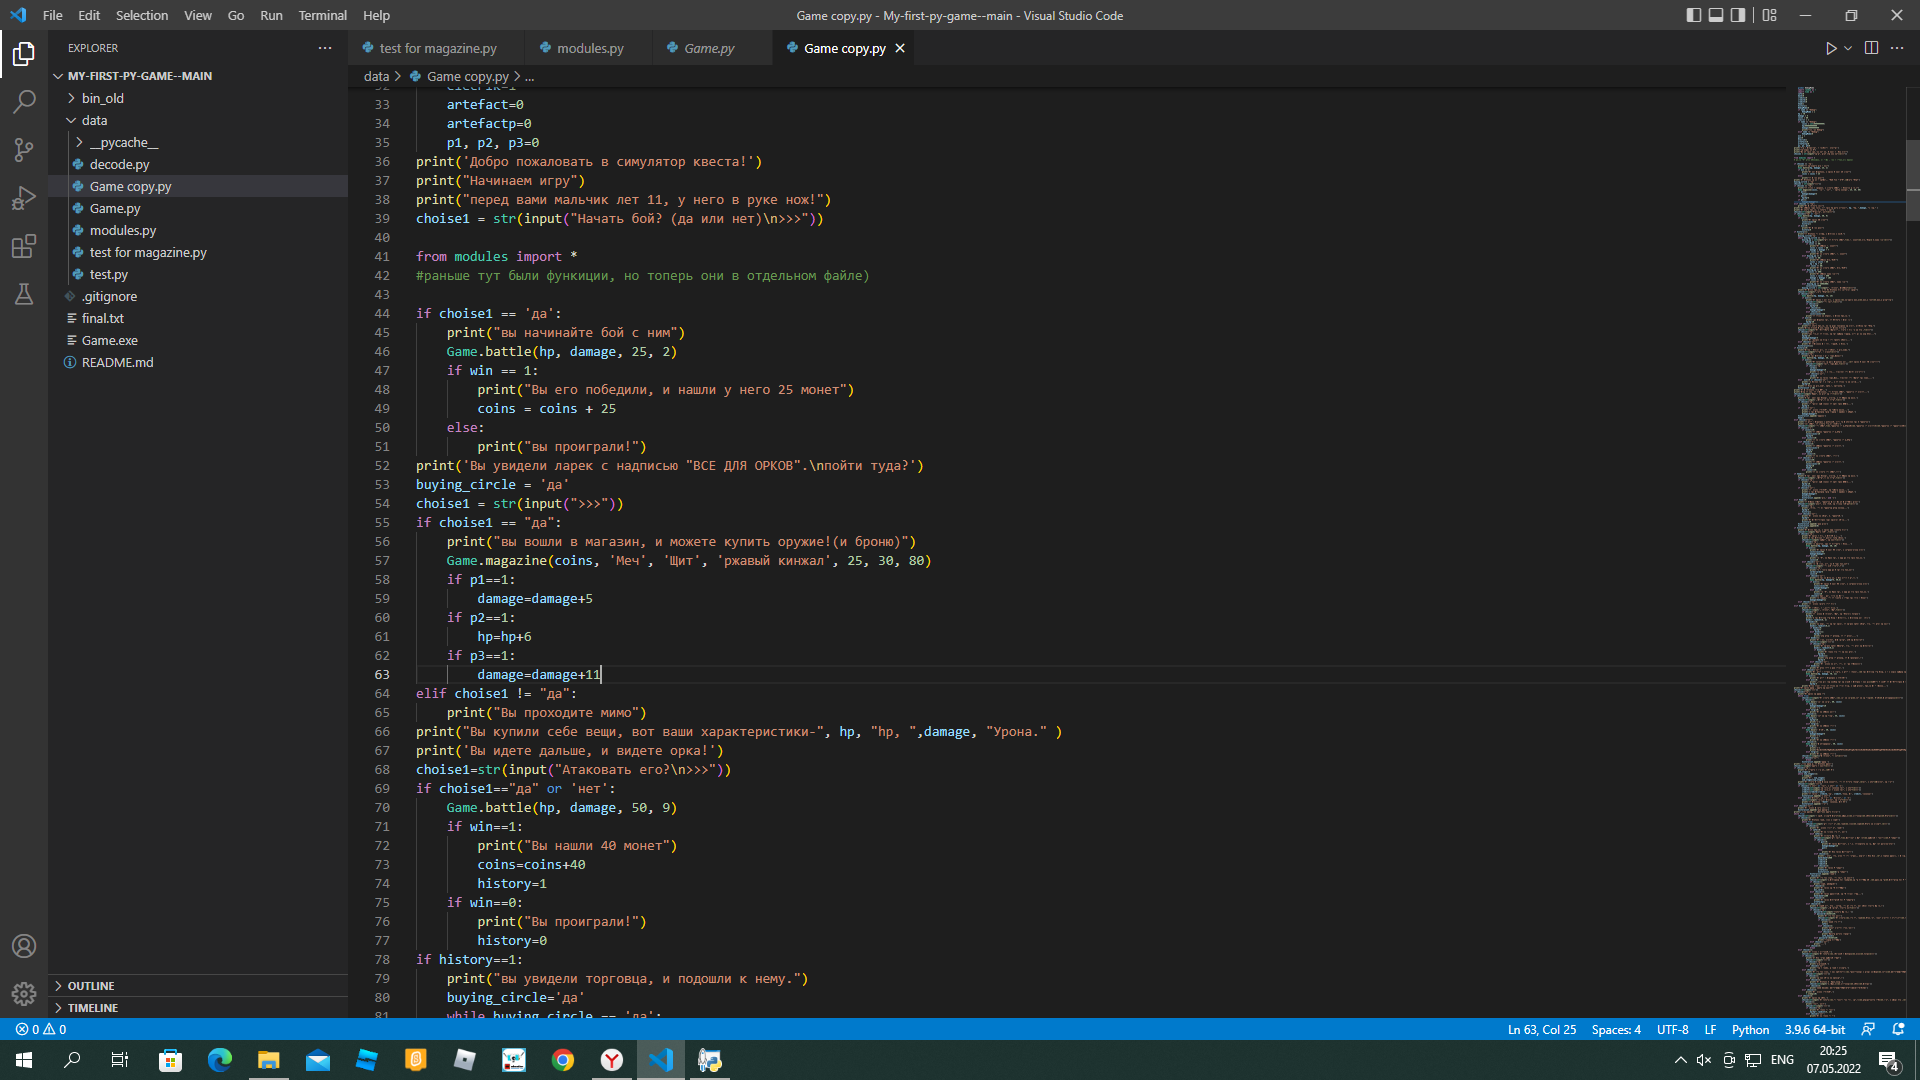 File Edit Selection View Go Run Terminal Help
Game copy.py - My-first-py-game--main - Visual Studio Code
EXPLORER
MY-FIRST-PY-GAME--MAIN
bin_old
data
__pycache__
decode.py
Game copy.py
Game.py
modules.py
test for magazine.py
test.py
.gitignore
final.txt
Game.exe
README.md
OUTLINE
TIMELINE
test for magazine.py modules.py Game.py Game copy.py
data > Game copy.py > ...
33 artefact=0
34 artefactp=0
35 p1, p2, p3=0
36 print('Добро пожаловать в симулятор квеста!')
37 print("Начинаем игру")
38 print("перед вами мальчик лет 11, у него в руке нож!")
39 choise1 = str(input("Начать бой? (да или нет)\n>>>"))
40
41 from modules import *
42 #раньше тут были функиции, но топерь они в отдельном файле)
43
44 if choise1 == 'да':
45 print("вы начинайте бой с ним")
46 Game.battle(hp, damage, 25, 2)
47 if win == 1:
48 print("Вы его победили, и нашли у него 25 монет")
49 coins = coins + 25
50 else:
51 print("вы проиграли!")
52 print('Вы увидели ларек с надписью "ВСЕ ДЛЯ ОРКОВ".\nпойти туда?')
53 buying_circle = 'да'
54 choise1 = str(input(">>>"))
55 if choise1 == "да":
56 print("вы вошли в магазин, и можете купить оружие!(и броню)")
57 Game.magazine(coins, 'Меч', 'Щит', 'ржавый кинжал', 25, 30, 80)
58 if p1==1:
59 damage=damage+5
60 if p2==1:
61 hp=hp+6
62 if p3==1:
63 damage=damage+11
64 elif choise1 != "да":
65 print("Вы проходите мимо")
66 print("Вы купили себе вещи, вот ваши характеристики-", hp, "hp, ",damage, "Урона." )
67 print('Вы идете дальше, и видете орка!')
68 choise1=str(input("Атаковать его?\n>>>"))
69 if choise1=="да" or 'нет':
70 Game.battle(hp, damage, 50, 9)
71 if win==1:
72 print("Вы нашли 40 монет")
73 coins=coins+40
74 history=1
75 if win==0:
76 print("Вы проиграли!")
77 history=0
78 if history==1:
79 print("вы увидели торговца, и подошли к нему.")
80 buying_circle='да'
81 while buying_circle == 'да':
0 0
Ln 63, Col 25 Spaces: 4 UTF-8 LF Python 3.9.6 64-bit
ENG
20:25
07.05.2022
4